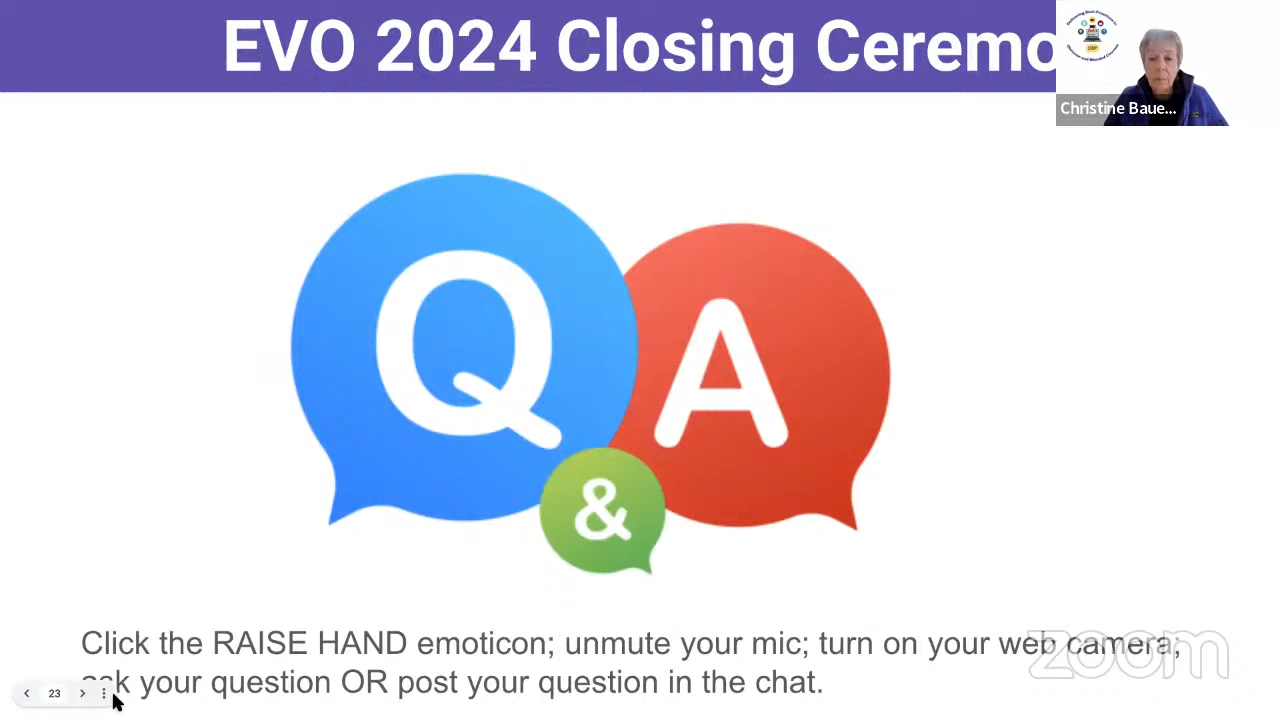 EVO 2024 Closing Ceremo
Christine Baue...
Q
A
&
Click the RAISE HAND emoticon; unmute your mic; turn on your web camera;
ask your question OR post your question in the chat.
zoom
23